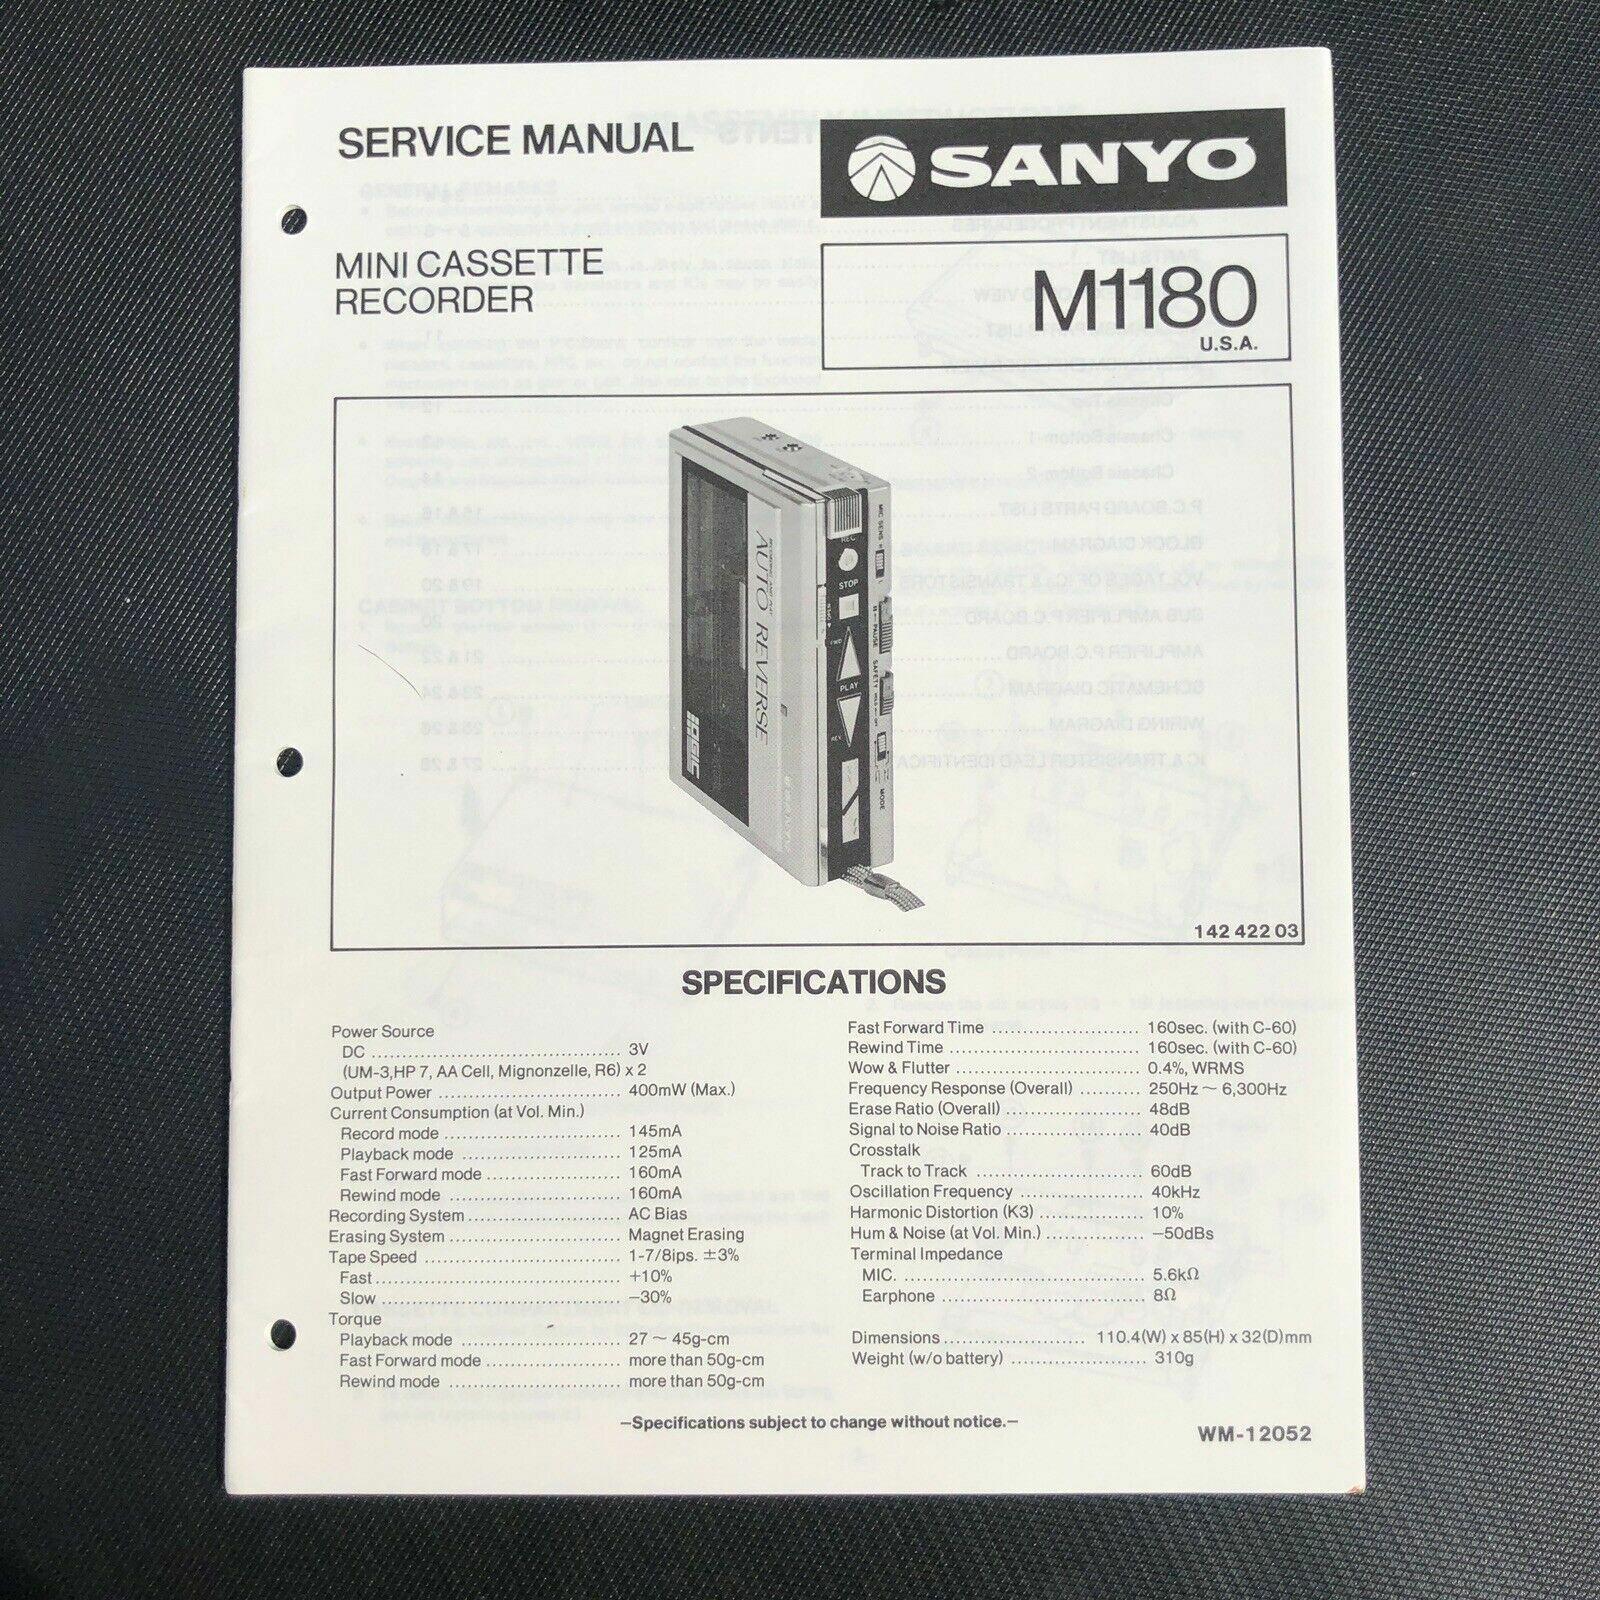 SERVICE MANUAL
SANYO
MINI CASSETTE
RECORDER
M1180
U.S.A.
AUTO REVERSE
LOGIC
SANYO
REC
STOP
FWD
PLAY
REV
MIC SENS
PAUSE
SAFETY
MODE
142 422 03
SPECIFICATIONS
Power Source
DC ........ 3V
(UM-3,HP 7, AA Cell, Mignonzelle, R6) x 2
Output Power ........ 400mW (Max.)
Current Consumption (at Vol. Min.)
Record mode ........ 145mA
Playback mode ........ 125mA
Fast Forward mode ........ 160mA
Rewind mode ........ 160mA
Recording System ........ AC Bias
Erasing System ........ Magnet Erasing
Tape Speed ........ 1-7/8ips. ±3%
Fast ........ +10%
Slow ........ −30%
Torque
Playback mode ........ 27 ~ 45g-cm
Fast Forward mode ........ more than 50g-cm
Rewind mode ........ more than 50g-cm
Fast Forward Time ........ 160sec. (with C-60)
Rewind Time ........ 160sec. (with C-60)
Wow & Flutter ........ 0.4%, WRMS
Frequency Response (Overall) ........ 250Hz ~ 6,300Hz
Erase Ratio (Overall) ........ 48dB
Signal to Noise Ratio ........ 40dB
Crosstalk
Track to Track ........ 60dB
Oscillation Frequency ........ 40kHz
Harmonic Distortion (K3) ........ 10%
Hum & Noise (at Vol. Min.) ........ −50dBs
Terminal Impedance
MIC. ........ 5.6kΩ
Earphone ........ 8Ω
Dimensions ........ 110.4(W) x 85(H) x 32(D)mm
Weight (w/o battery) ........ 310g
–Specifications subject to change without notice.–
WM-12052